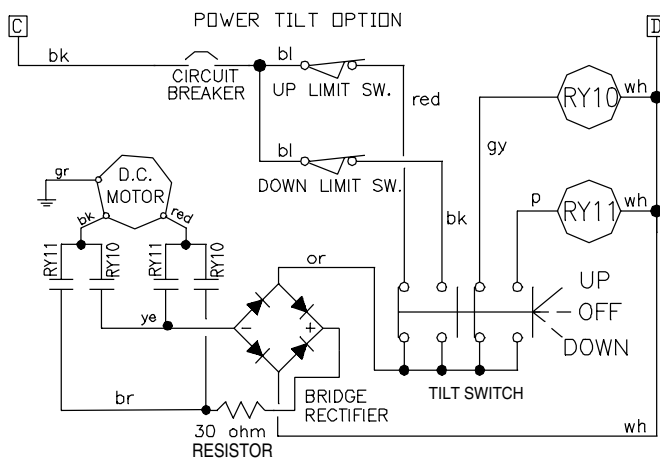 POWER TILT OPTION
C
D
bk
bl
CIRCUIT
BREAKER
UP LIMIT SW.
red
wh
RY10
gy
bl
DOWN LIMIT SW.
gr
D.C.
MOTOR
bk
red
bk
p
RY11
wh
RY11
RY10
RY11
RY10
or
UP
OFF
DOWN
ye
-
+
br
BRIDGE
RECTIFIER
TILT SWITCH
30 ohm
RESISTOR
wh